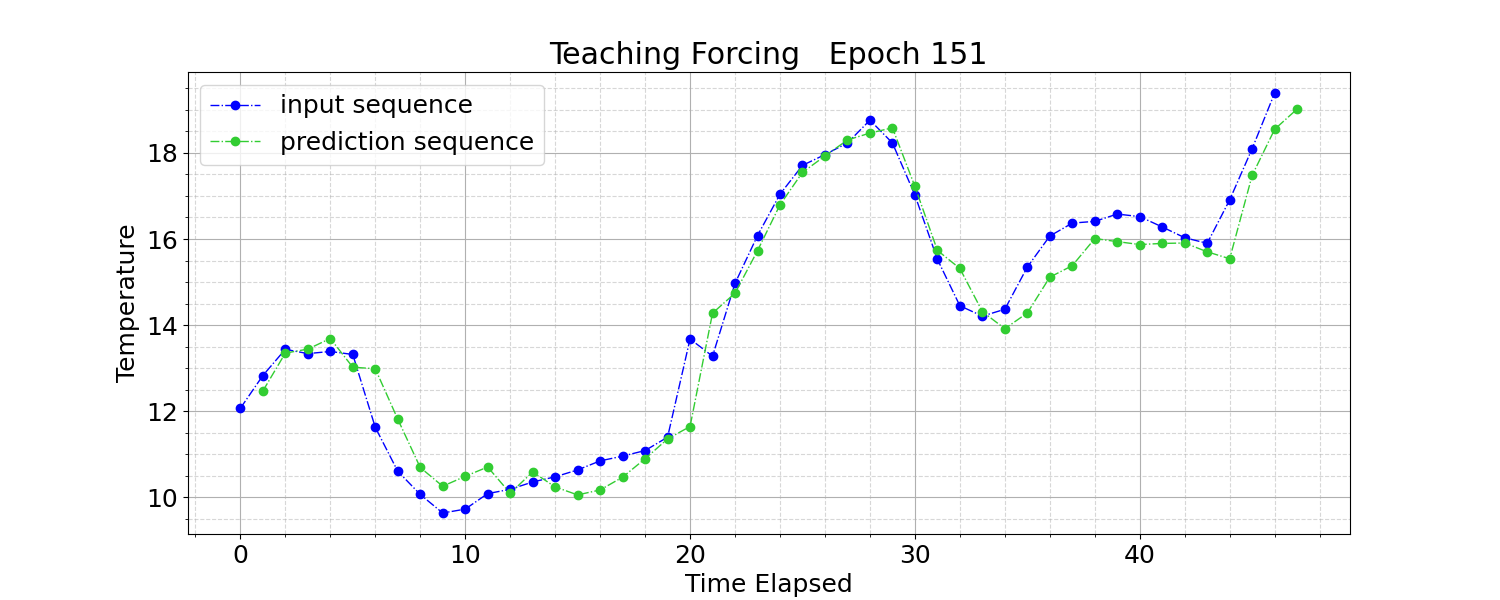 Teaching Forcing   Epoch 151
input sequence
prediction sequence
Temperature
18
16
14
12
10
0 10 20 30 40
Time Elapsed